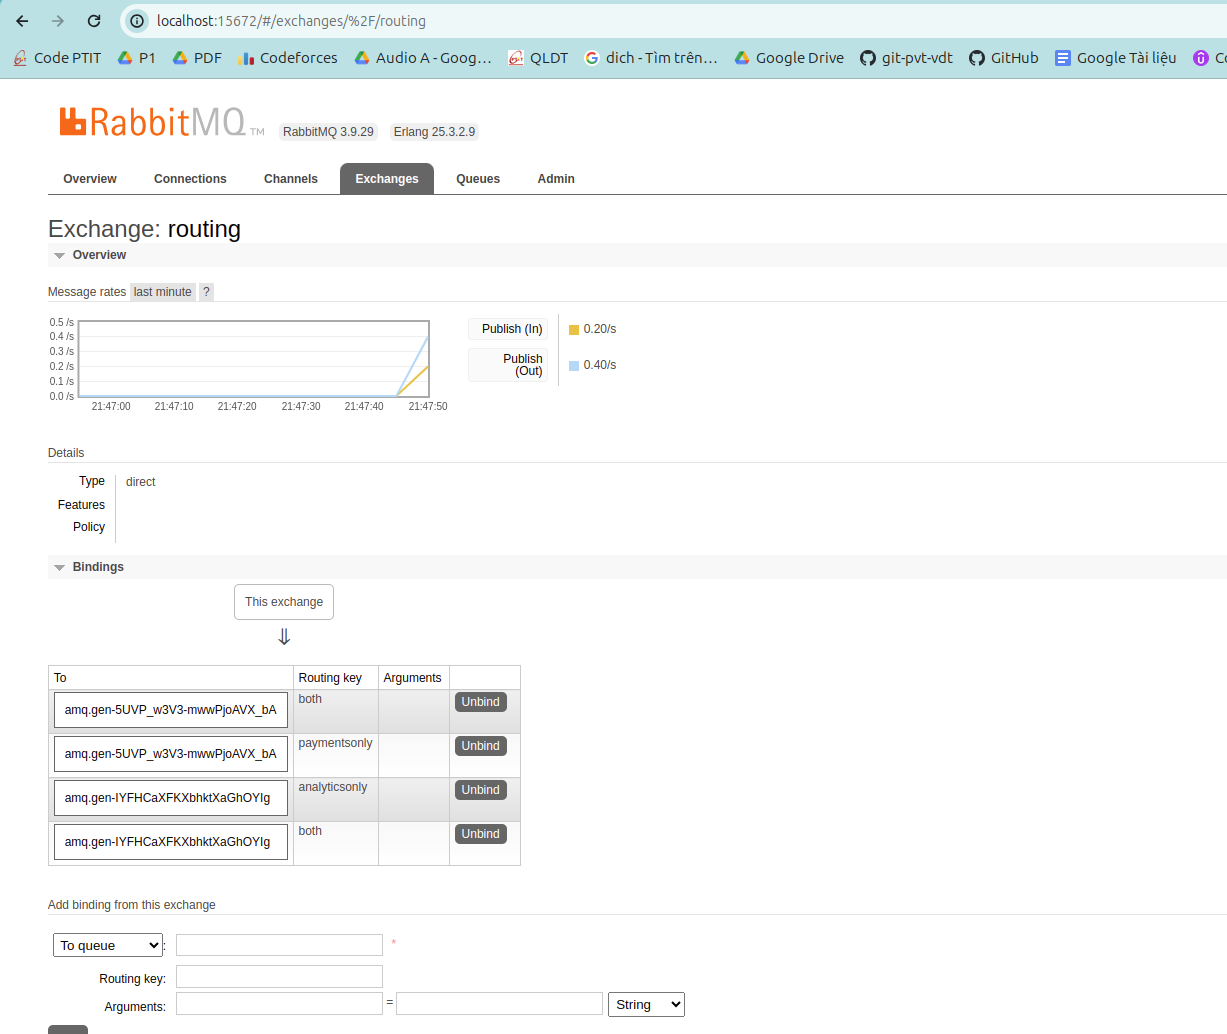 localhost:15672/#/exchanges/%2F/routing
Code PTIT P1 PDF Codeforces Audio A - Goog... QLDT dich - Tìm trên... Google Drive git-pvt-vdt GitHub Google Tài liệu
RabbitMQ TM RabbitMQ 3.9.29 Erlang 25.3.2.9
Overview Connections Channels Exchanges Queues Admin
Exchange: routing
Overview
Message rates last minute ?
0.5 /s
0.4 /s
0.3 /s
0.2 /s
0.1 /s
0.0 /s
21:47:00 21:47:10 21:47:20 21:47:30 21:47:40 21:47:50
Publish (In) 0.20/s
Publish
(Out) 0.40/s
Details
Type direct
Features
Policy
Bindings
This exchange
⇓
To Routing key Arguments
amq.gen-5UVP_w3V3-mwwPjoAVX_bA both Unbind
amq.gen-5UVP_w3V3-mwwPjoAVX_bA paymentsonly Unbind
amq.gen-IYFHCaXFKXbhktXaGhOYIg analyticsonly Unbind
amq.gen-IYFHCaXFKXbhktXaGhOYIg both Unbind
Add binding from this exchange
To queue : *
Routing key:
Arguments: = String